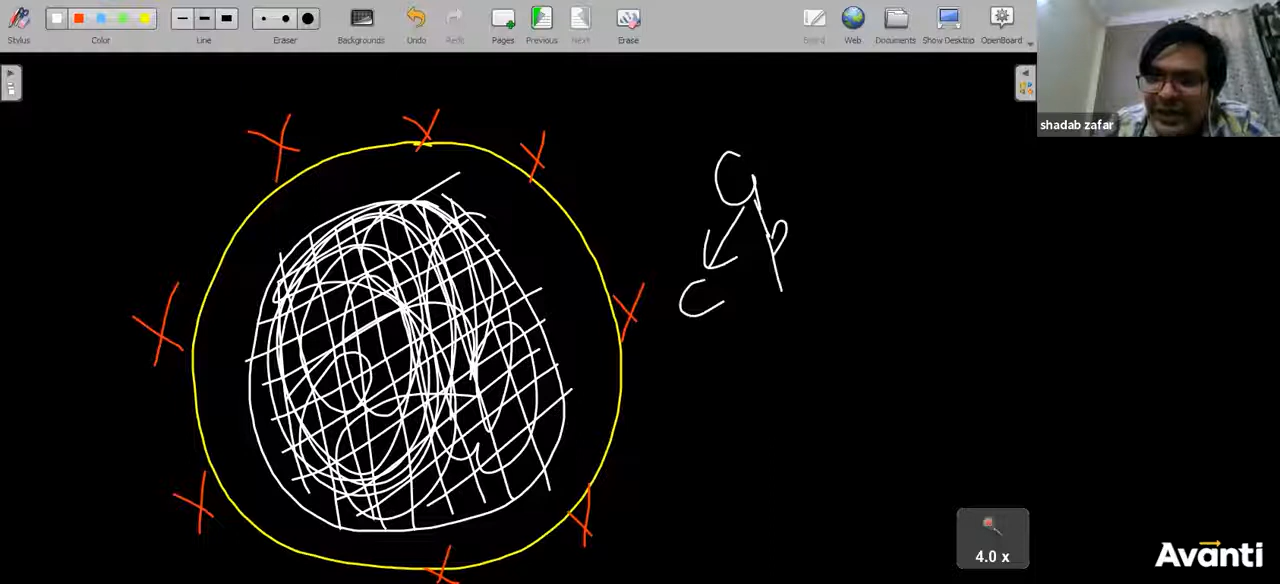 Stylus Color Line Eraser Backgrounds Undo Redo Pages Previous Next Erase Board Web Documents Show Desktop OpenBoard
shadab zafar
X X X
G
p
C
X X
X X
X
4.0 x
Avanti